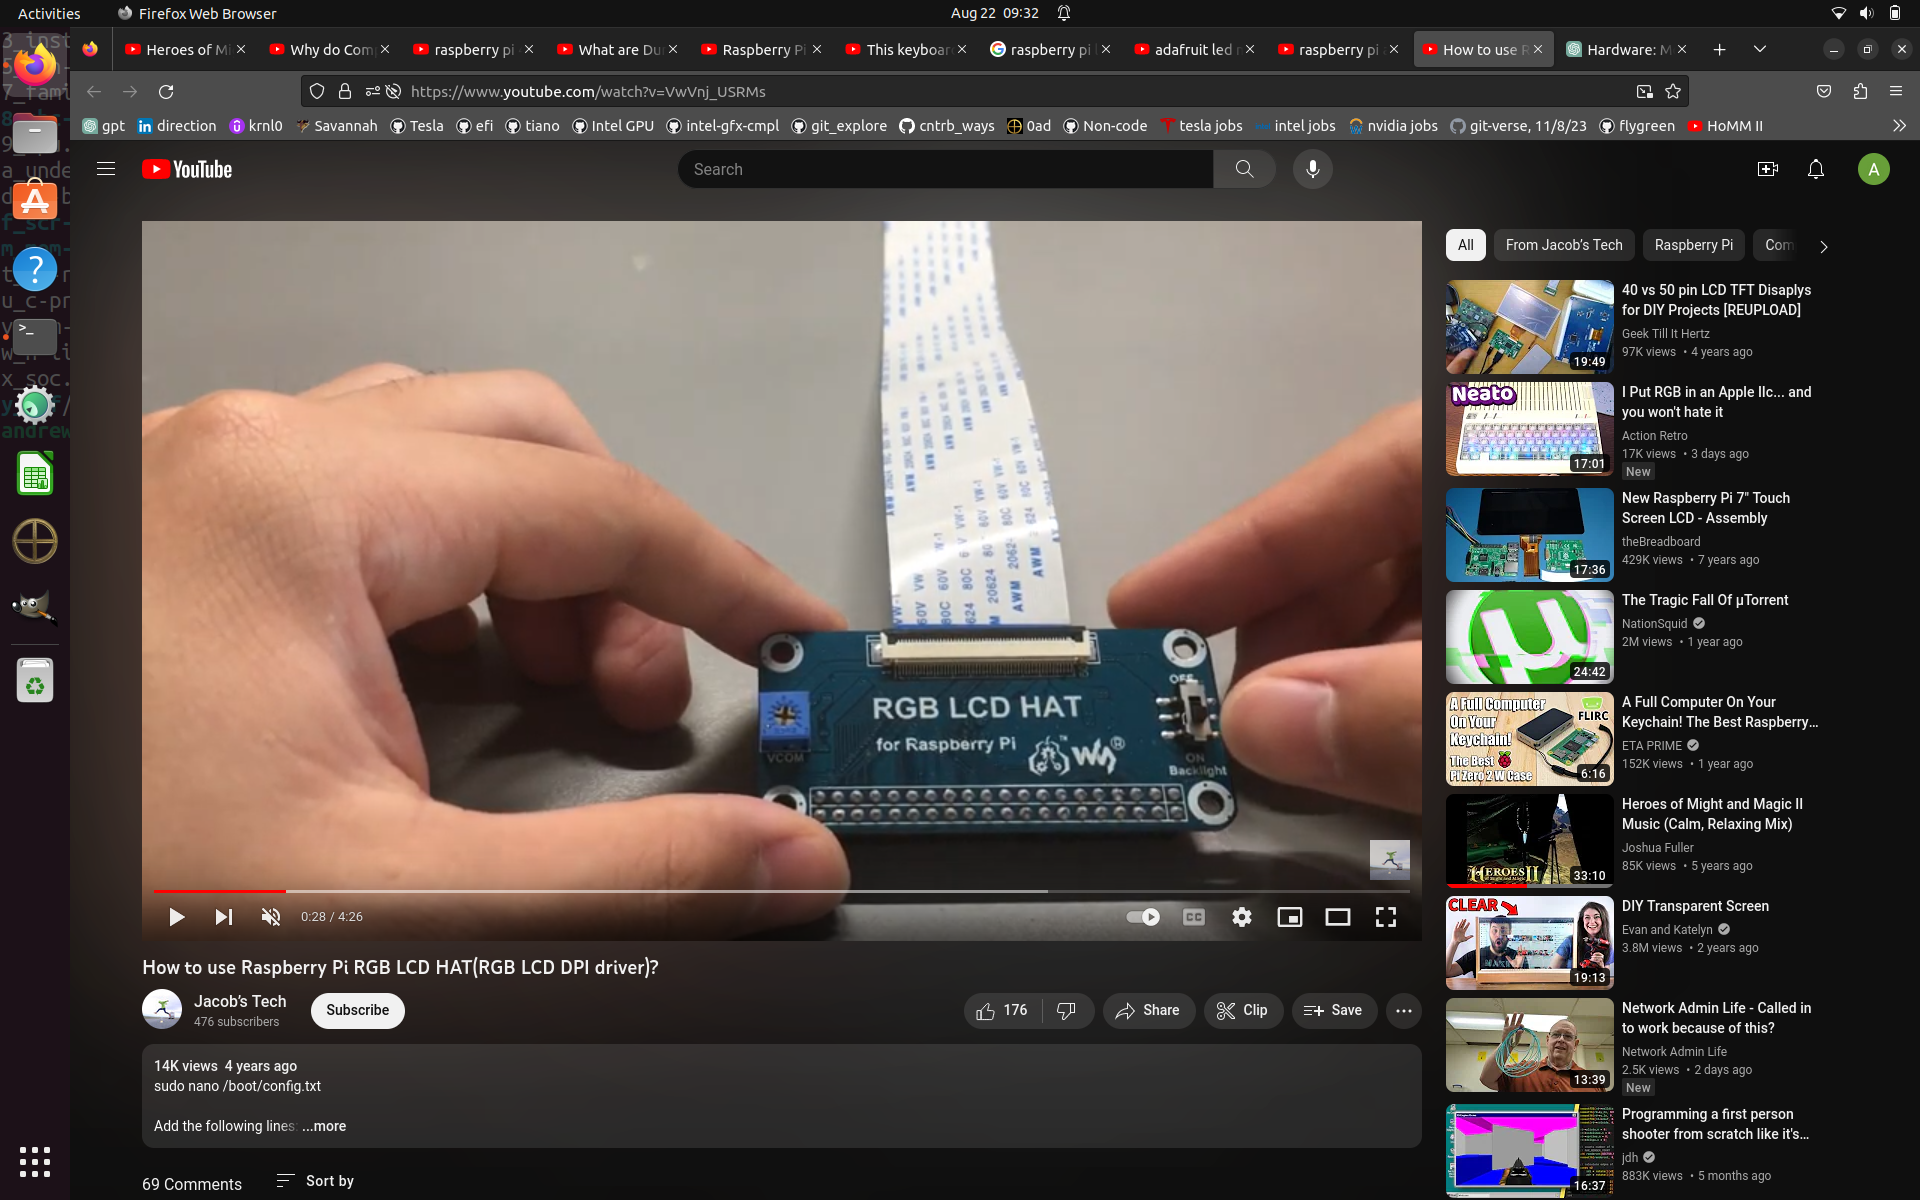 Activities
Firefox Web Browser
Aug 22 09:32
Heroes of Mi
Why do Com
raspberry pi
What are Du
Raspberry Pi
This keyboar
raspberry pi l
adafruit led
raspberry pi
How to use R
Hardware: M
https://www.youtube.com/watch?v=VwVnj_USRMs
gpt
direction
krnl0
Savannah
Tesla
efi
tiano
Intel GPU
intel-gfx-cmpl
git_explore
cntrb_ways
0ad
Non-code
tesla jobs
intel jobs
nvidia jobs
git-verse, 11/8/23
flygreen
HoMM II
YouTube
Search
A
RGB LCD HAT
for Raspberry Pi
VCOM
OFF
ON
Backlight
0:28 / 4:26
CC
How to use Raspberry Pi RGB LCD HAT(RGB LCD DPI driver)?
Jacob's Tech
476 subscribers
Subscribe
176
Share
Clip
Save
14K views 4 years ago
sudo nano /boot/config.txt
Add the following lines: ...more
69 Comments
Sort by
All
From Jacob's Tech
Raspberry Pi
Com
19:49
40 vs 50 pin LCD TFT Disaplys
for DIY Projects [REUPLOAD]
Geek Till It Hertz
97K views • 4 years ago
Neato
17:01
I Put RGB in an Apple IIc... and
you won't hate it
Action Retro
17K views • 3 days ago
New
17:36
New Raspberry Pi 7" Touch
Screen LCD - Assembly
theBreadboard
429K views • 7 years ago
24:42
The Tragic Fall Of µTorrent
NationSquid
2M views • 1 year ago
A Full Computer
On Your
Keychain!
The Best
Pi Zero 2 W Case
FLIRC
6:16
A Full Computer On Your
Keychain! The Best Raspberry...
ETA PRIME
152K views • 1 year ago
HEROES II
33:10
Heroes of Might and Magic II
Music (Calm, Relaxing Mix)
Joshua Fuller
85K views • 5 years ago
CLEAR
19:13
DIY Transparent Screen
Evan and Katelyn
3.8M views • 2 years ago
13:39
Network Admin Life - Called in
to work because of this?
Network Admin Life
2.5K views • 2 days ago
New
16:37
Programming a first person
shooter from scratch like it's...
jdh
883K views • 5 months ago